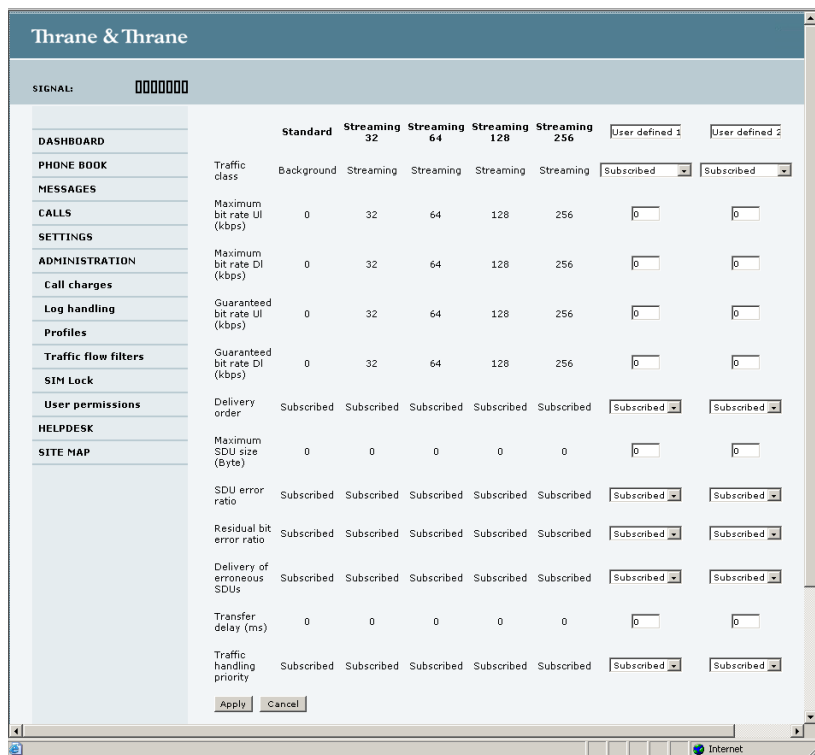 Thrane & Thrane
SIGNAL:
DASHBOARD
PHONE BOOK
MESSAGES
CALLS
SETTINGS
ADMINISTRATION
Call charges
Log handling
Profiles
Traffic flow filters
SIM Lock
User permissions
HELPDESK
SITE MAP
Standard Streaming 32 Streaming 64 Streaming 128 Streaming 256 User defined 1 User defined 2
Traffic class Background Streaming Streaming Streaming Streaming Subscribed Subscribed
Maximum bit rate Ul (kbps) 0 32 64 128 256 0 0
Maximum bit rate Dl (kbps) 0 32 64 128 256 0 0
Guaranteed bit rate Ul (kbps) 0 32 64 128 256 0 0
Guaranteed bit rate Dl (kbps) 0 32 64 128 256 0 0
Delivery order Subscribed Subscribed Subscribed Subscribed Subscribed Subscribed Subscribed
Maximum SDU size (Byte) 0 0 0 0 0 0 0
SDU error ratio Subscribed Subscribed Subscribed Subscribed Subscribed Subscribed Subscribed
Residual bit error ratio Subscribed Subscribed Subscribed Subscribed Subscribed Subscribed Subscribed
Delivery of erroneous SDUs Subscribed Subscribed Subscribed Subscribed Subscribed Subscribed Subscribed
Transfer delay (ms) 0 0 0 0 0 0 0
Traffic handling priority Subscribed Subscribed Subscribed Subscribed Subscribed Subscribed Subscribed
Apply Cancel
Internet